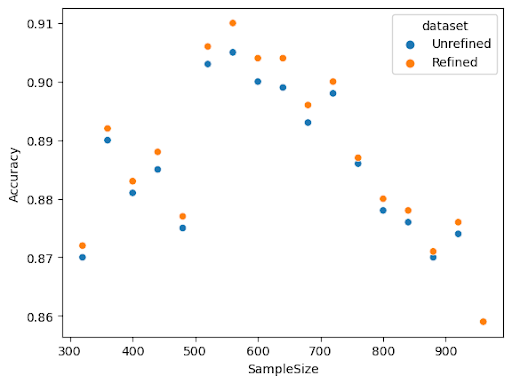 0.91
0.90
0.89
0.88
0.87
0.86
Accuracy
dataset
Unrefined
Refined
300 400 500 600 700 800 900
SampleSize